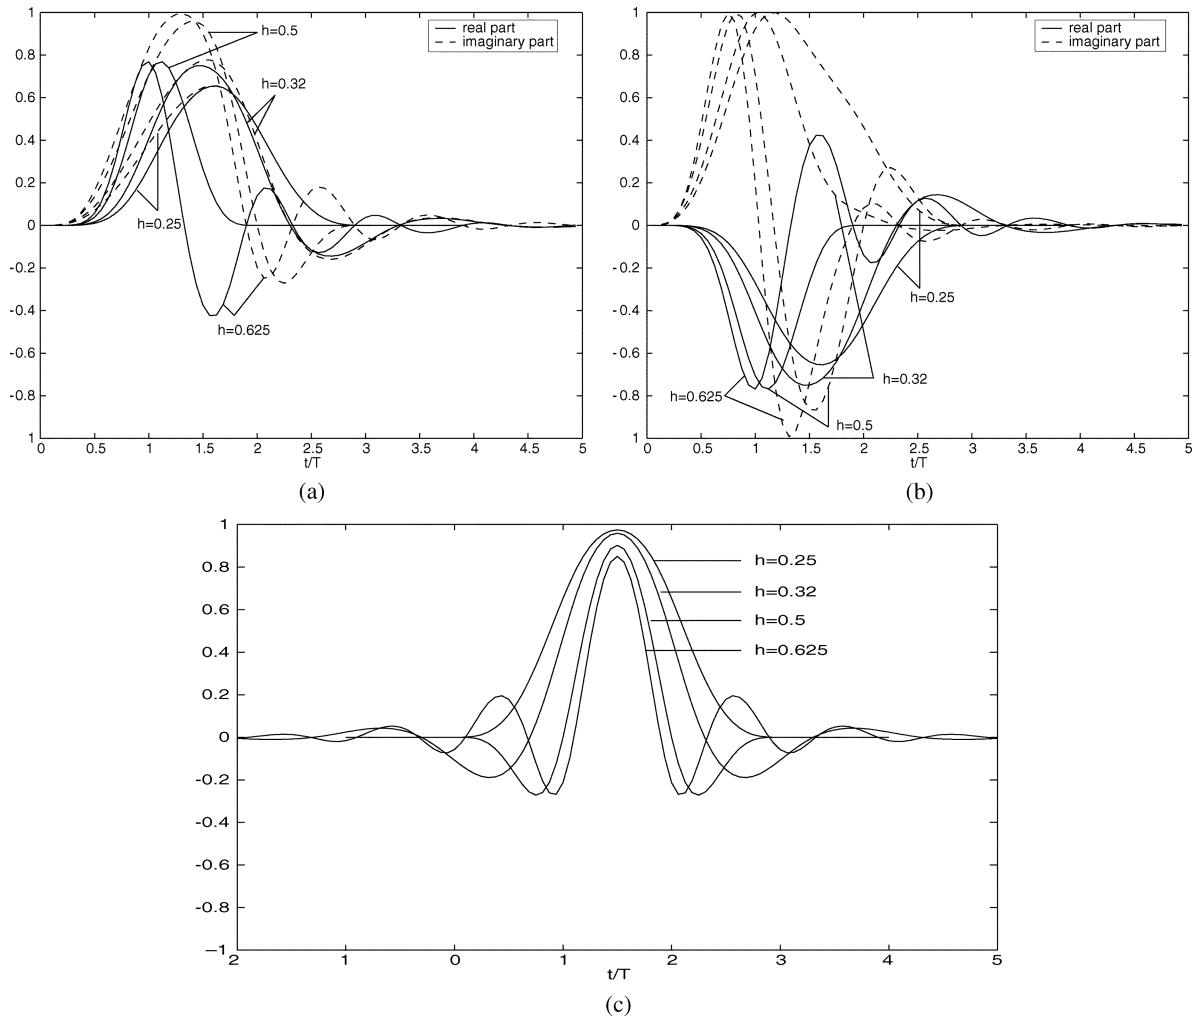 1
0.8
0.6
0.4
0.2
0
-0.2
-0.4
-0.6
-0.8
1
0 0.5 1 1.5 2 2.5 3 3.5 4 4.5 5
t/T
real part
imaginary part
h=0.5
h=0.32
h=0.25
h=0.625
(a)
1
0.8
0.6
0.4
0.2
0
-0.2
-0.4
-0.6
-0.8
1
0 0.5 1 1.5 2 2.5 3 3.5 4 4.5 5
t/T
real part
imaginary part
h=0.25
h=0.32
h=0.625
h=0.5
(b)
1
0.8
0.6
0.4
0.2
0
-0.2
-0.4
-0.6
-0.8
−1
2 1 0 1 2 3 4 5
t/T
h=0.25
h=0.32
h=0.5
h=0.625
(c)